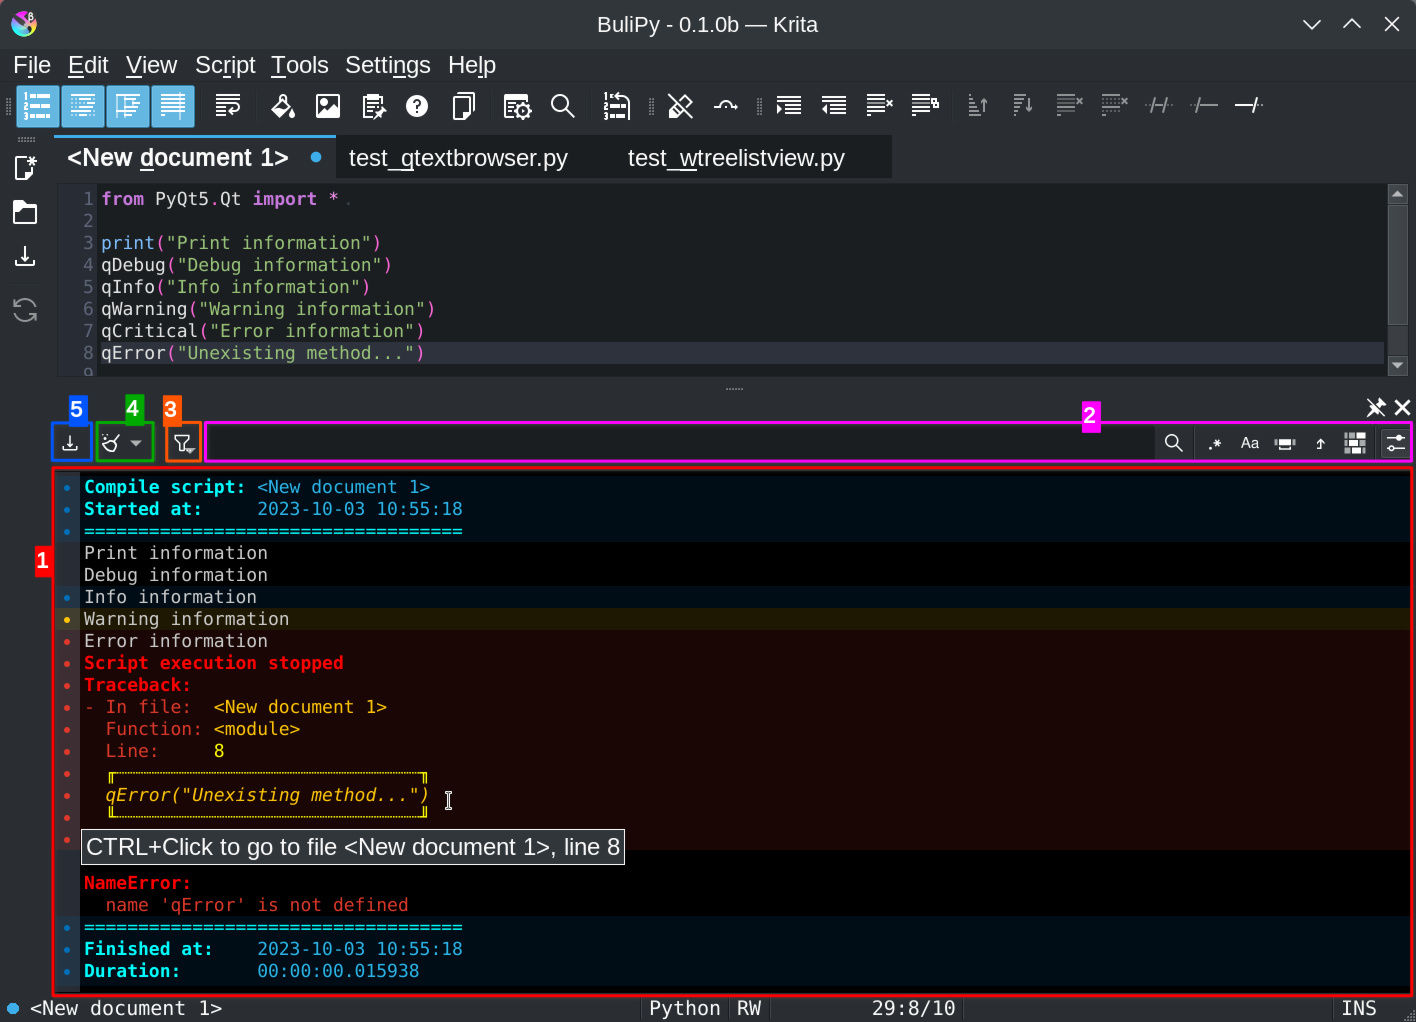 BuliPy - 0.1.0b — Krita
File Edit View Script Tools Settings Help
<New document 1> test_qtextbrowser.py test_wtreelistview.py
1 from PyQt5.Qt import *
2
3 print("Print information")
4 qDebug("Debug information")
5 qInfo("Info information")
6 qWarning("Warning information")
7 qCritical("Error information")
8 qError("Unexisting method...")
9
5 4 3 2
.* Aa
1
Compile script: <New document 1>
Started at: 2023-10-03 10:55:18
===================================
Print information
Debug information
Info information
Warning information
Error information
Script execution stopped
Traceback:
- In file: <New document 1>
Function: <module>
Line: 8
qError("Unexisting method...")
CTRL+Click to go to file <New document 1>, line 8
NameError:
name 'qError' is not defined
===================================
Finished at: 2023-10-03 10:55:18
Duration: 00:00:00.015938
<New document 1> Python RW 29:8/10 INS